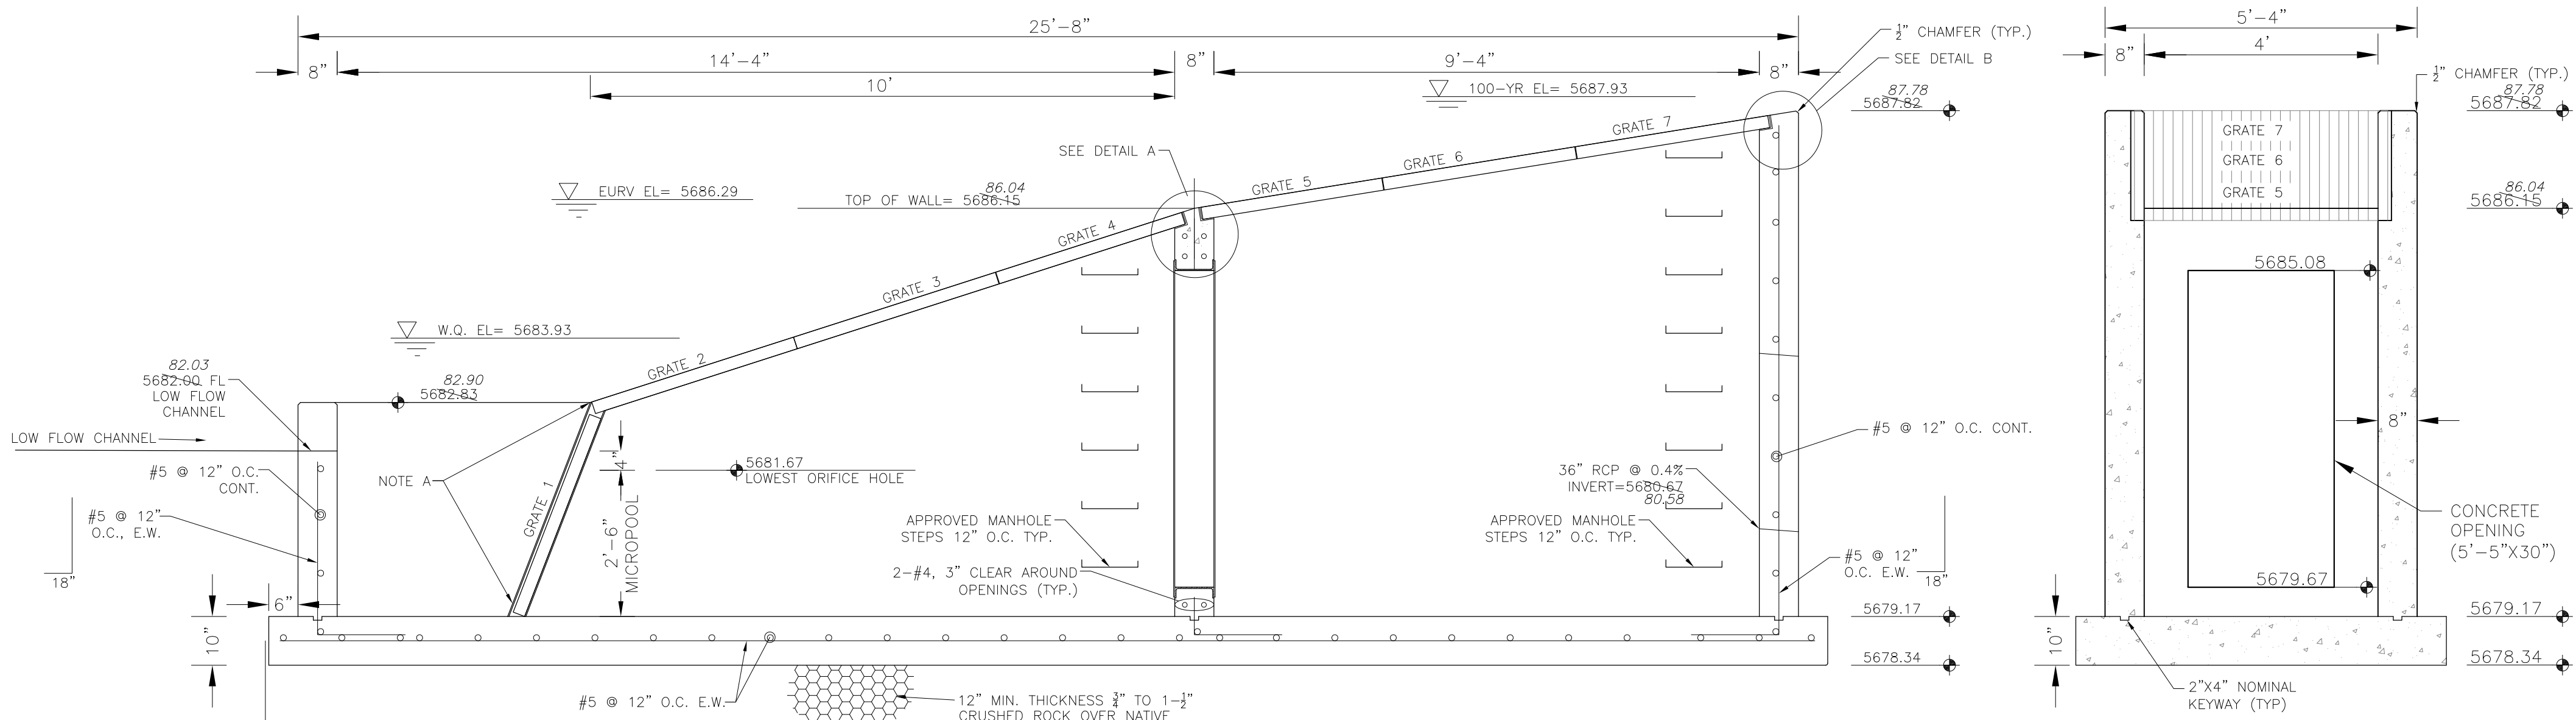 25'-8"
14'-4"
8"
8"
9'-4"
8"
10'
1/2" CHAMFER (TYP.)
SEE DETAIL B
100-YR EL= 5687.93
87.78
5687.82
SEE DETAIL A
EURV EL= 5686.29
86.04
TOP OF WALL= 5686.15
GRATE 7
GRATE 6
GRATE 5
GRATE 4
GRATE 3
GRATE 2
GRATE 1
W.Q. EL= 5683.93
82.03
5682.00 FL
LOW FLOW
CHANNEL
82.90
5682.83
LOW FLOW CHANNEL
#5 @ 12" O.C.
CONT.
NOTE A
4"
5681.67
LOWEST ORIFICE HOLE
2'-6"
MICROPOOL
#5 @ 12"
O.C., E.W.
18"
APPROVED MANHOLE
STEPS 12" O.C. TYP.
2-#4, 3" CLEAR AROUND
OPENINGS (TYP.)
36" RCP @ 0.4%
INVERT=5680.67
80.58
APPROVED MANHOLE
STEPS 12" O.C. TYP.
#5 @ 12" O.C. CONT.
#5 @ 12"
O.C. E.W.
18"
6"
10"
5679.17
5678.34
#5 @ 12" O.C. E.W.
12" MIN. THICKNESS 3/4" TO 1-1/2"
CRUSHED ROCK OVER NATIVE
5'-4"
8"
4'
1/2" CHAMFER (TYP.)
87.78
5687.82
GRATE 7
GRATE 6
GRATE 5
86.04
5686.15
5685.08
8"
CONCRETE
OPENING
(5'-5"X30")
5679.67
5679.17
10"
5678.34
2"X4" NOMINAL
KEYWAY (TYP)